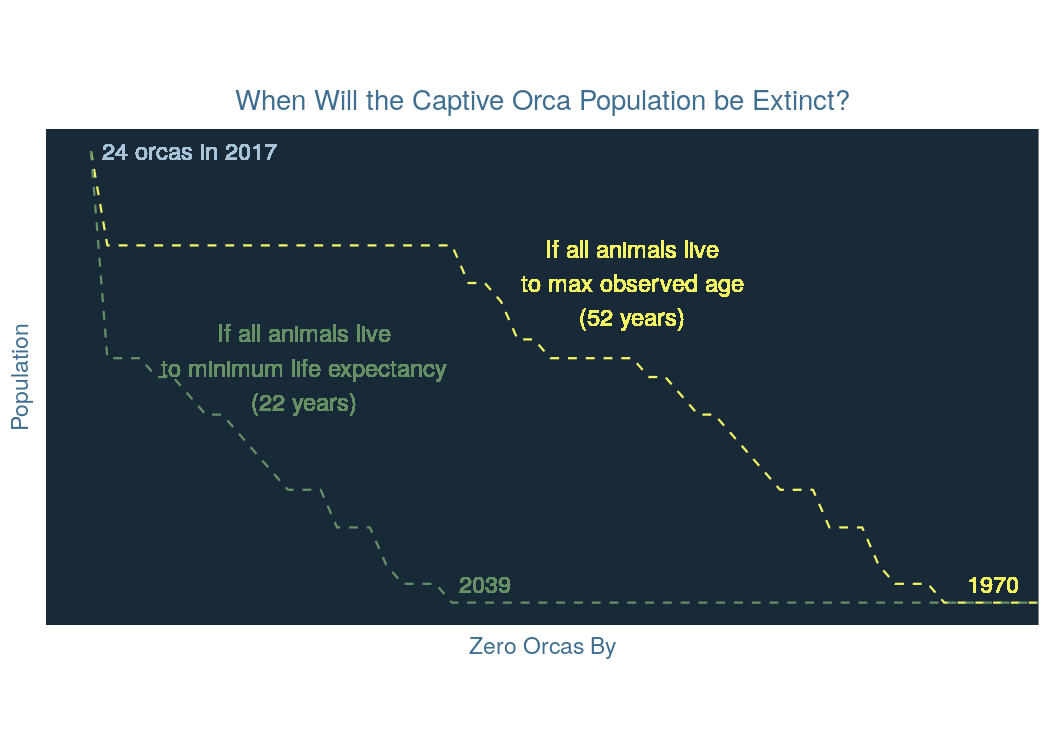 When Will the Captive Orca Population be Extinct?
24 orcas in 2017
If all animals live
to max observed age
(52 years)
If all animals live
to minimum life expectancy
(22 years)
Population
2039
1970
Zero Orcas By